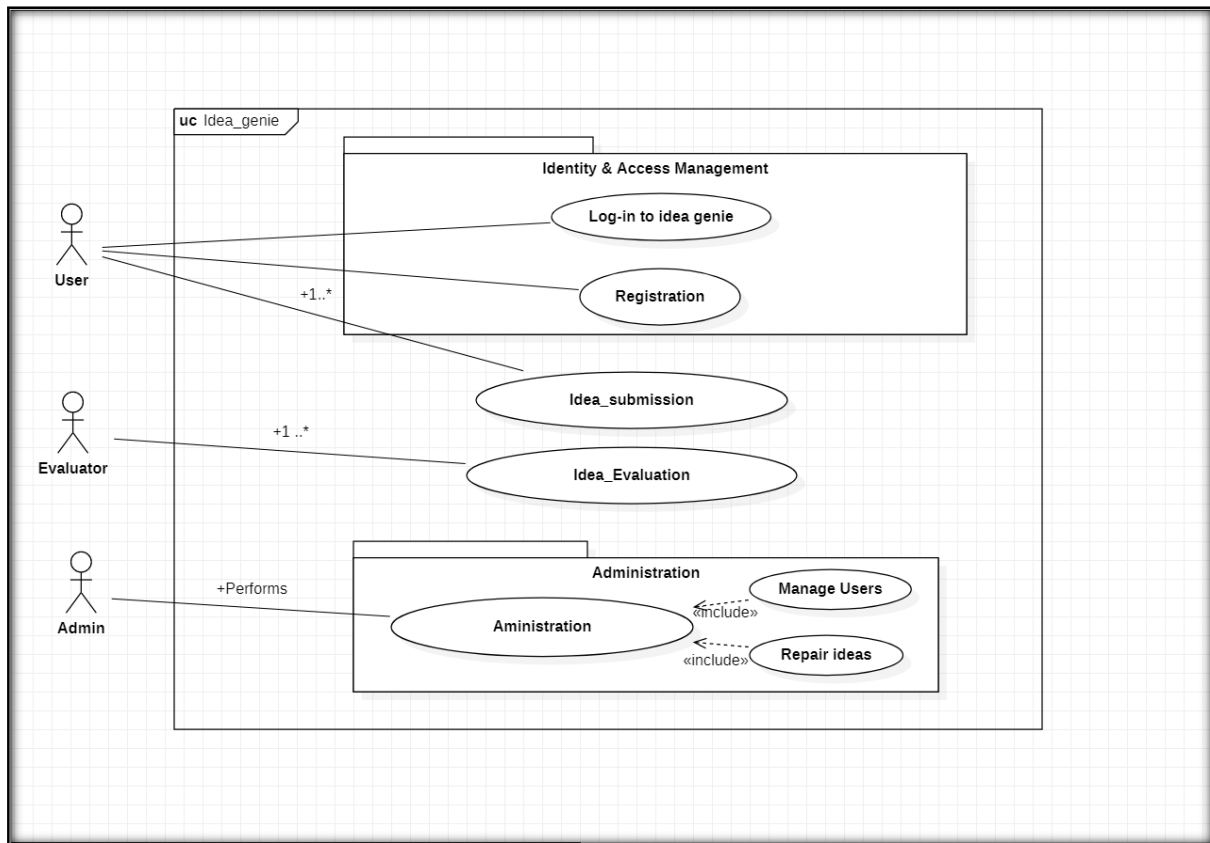 uc Idea_genie
Identity & Access Management
Log-in to idea genie
User
Registration
+1..*
Idea_submission
Evaluator
+1 ..*
Idea_Evaluation
Administration
Admin
+Performs
Aministration
Manage Users
«include»
Repair ideas
«include»